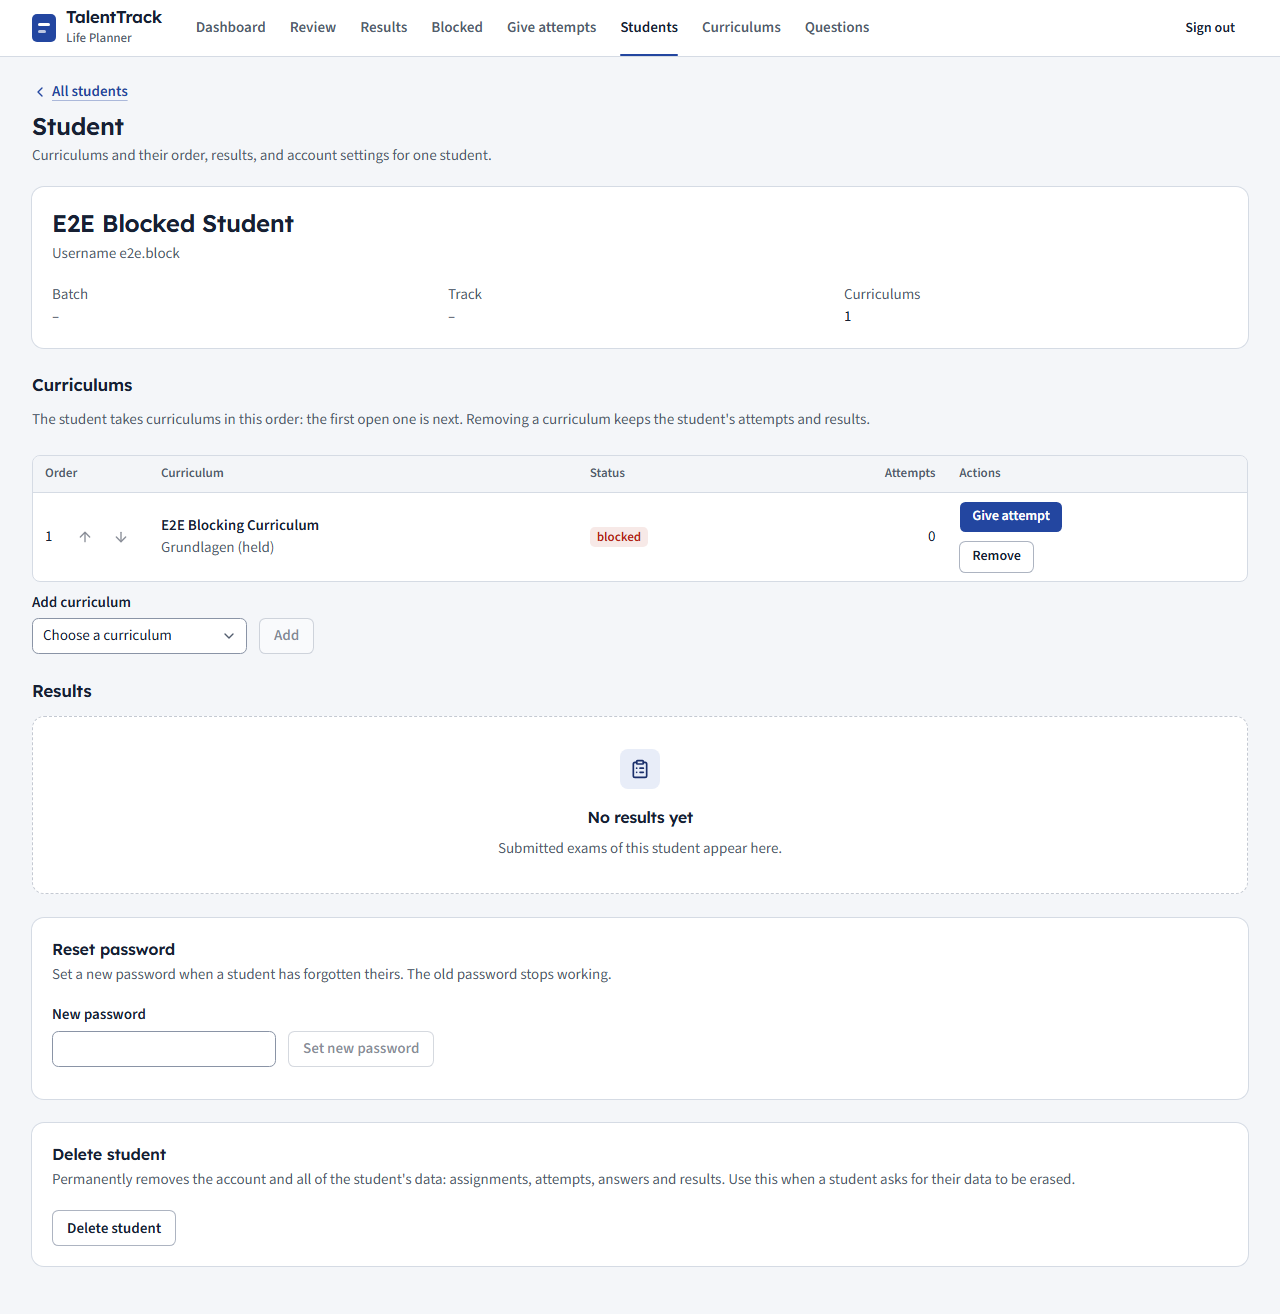 TalentTrack
Life Planner
Dashboard Review Results Blocked Give attempts Students Curriculums Questions Sign out
All students
Student
Curriculums and their order, results, and account settings for one student.
E2E Blocked Student
Username e2e.block
Batch Track Curriculums
– – 1
Curriculums
The student takes curriculums in this order: the first open one is next. Removing a curriculum keeps the student's attempts and results.
Order Curriculum Status Attempts Actions
1 E2E Blocking Curriculum blocked 0 Give attempt
Grundlagen (held) Remove
Add curriculum
Choose a curriculum Add
Results
No results yet
Submitted exams of this student appear here.
Reset password
Set a new password when a student has forgotten theirs. The old password stops working.
New password
Set new password
Delete student
Permanently removes the account and all of the student's data: assignments, attempts, answers and results. Use this when a student asks for their data to be erased.
Delete student